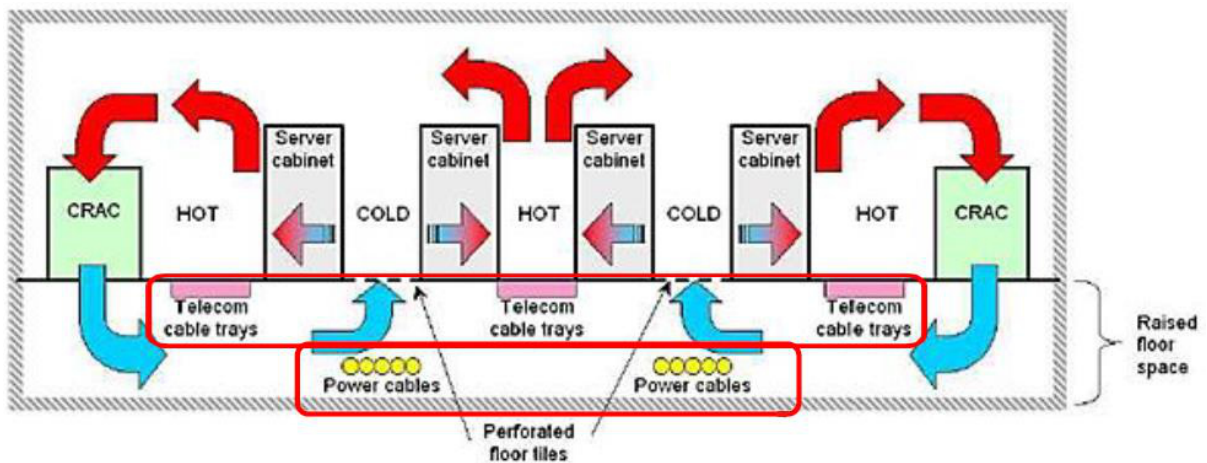 Server
cabinet
Server
cabinet
Server
cabinet
Server
cabinet
CRAC
HOT
COLD
HOT
COLD
HOT
CRAC
Telecom
cable trays
Telecom
cable trays
Telecom
cable trays
Power cables
Power cables
Raised
floor
space
Perforated
floor tiles